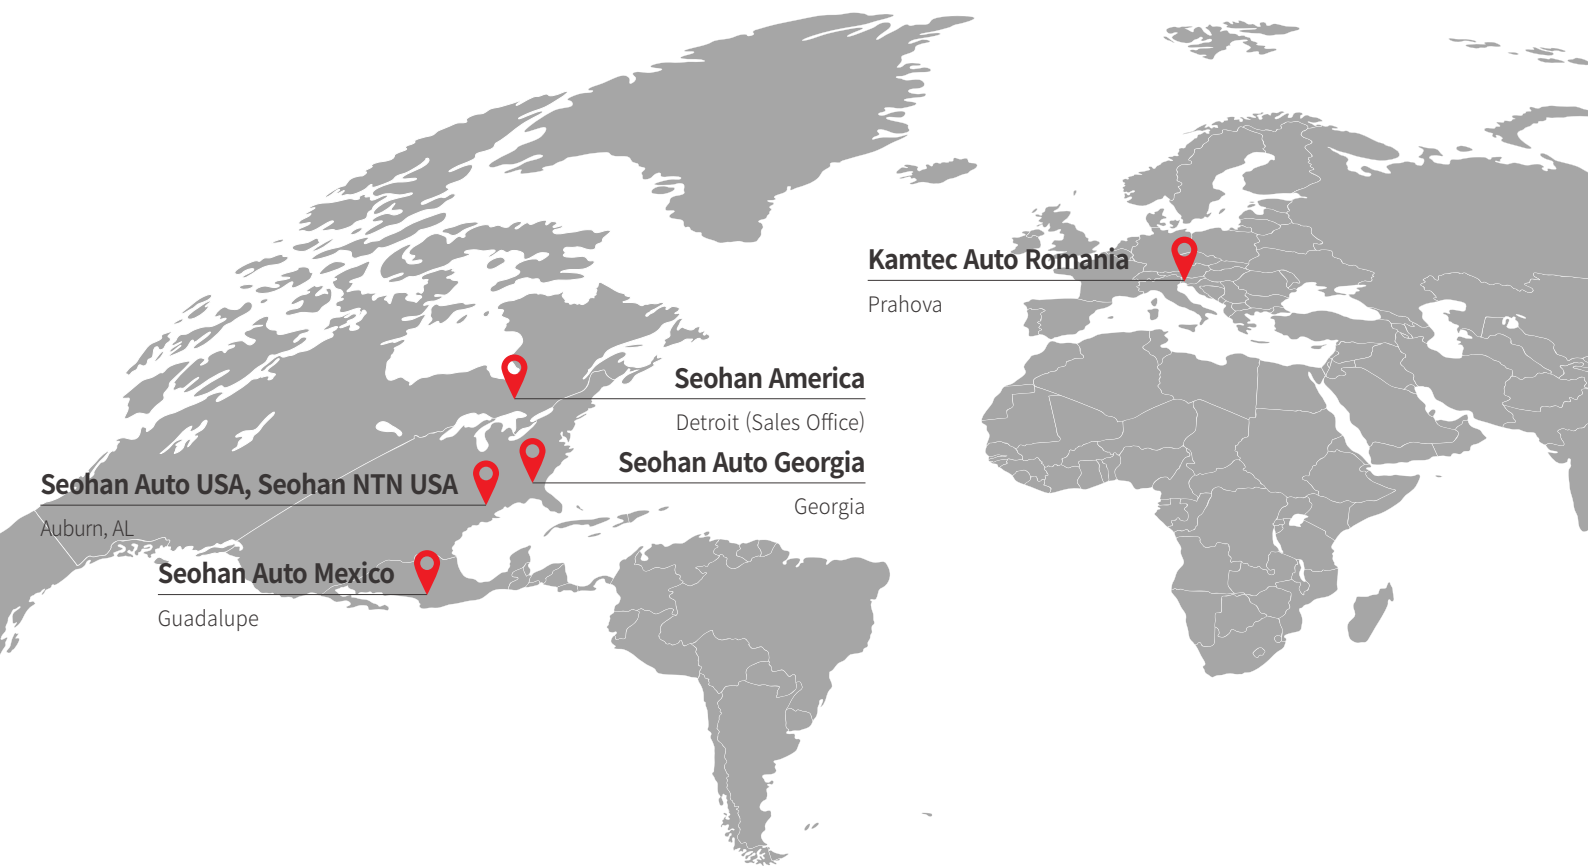 Kamtec Auto Romania
Prahova
Seohan America
Detroit (Sales Office)
Seohan Auto Georgia
Georgia
Seohan Auto USA, Seohan NTN USA
Auburn, AL
Seohan Auto Mexico
Guadalupe